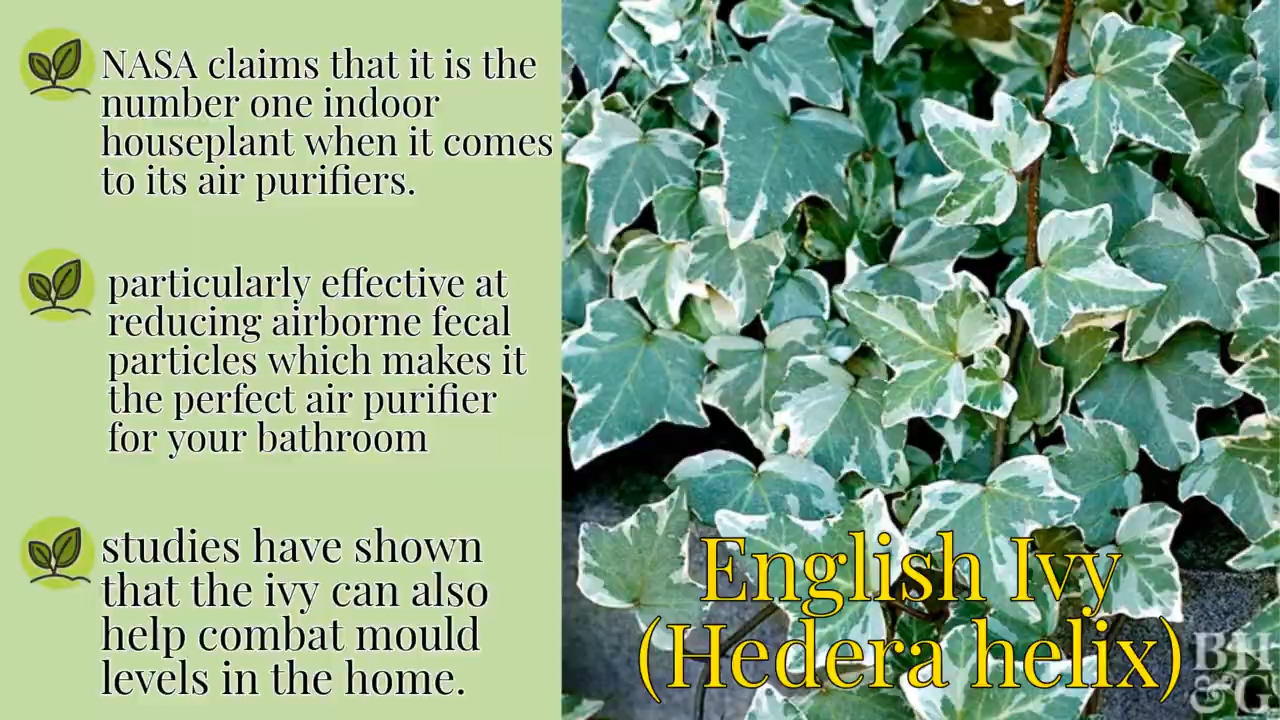 NASA claims that it is the
number one indoor
houseplant when it comes
to its air purifiers.
particularly effective at
reducing airborne fecal
particles which makes it
the perfect air purifier
for your bathroom
studies have shown
that the ivy can also
help combat mould
levels in the home.
English Ivy
(Hedera helix)
BH
&G